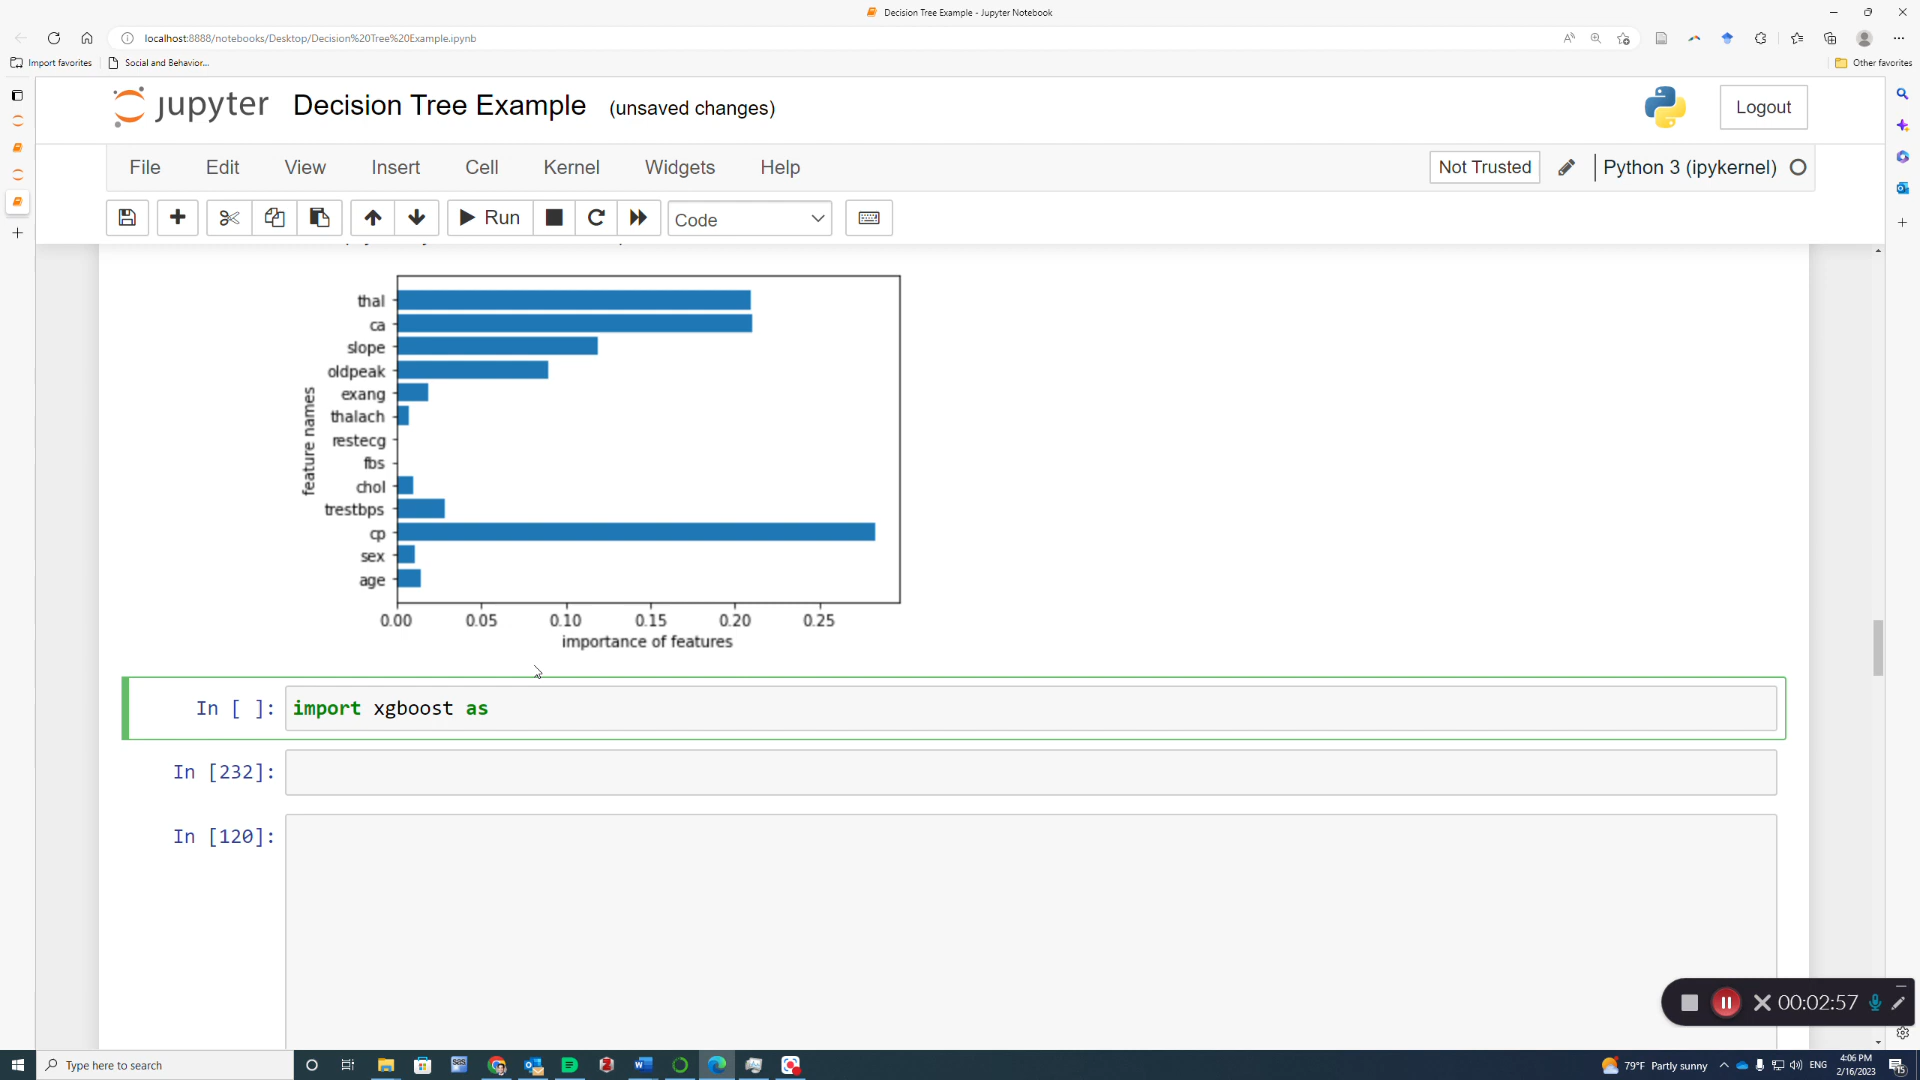 Decision Tree Example - Jupyter Notebook
localhost:8888/notebooks/Desktop/Decision%20Tree%20Example.ipynb
Import favorites
Social and Behavior...
Other favorites
jupyter Decision Tree Example (unsaved changes)
Logout
File Edit View Insert Cell Kernel Widgets Help
Not Trusted
Python 3 (ipykernel)
Run
Code
thal
ca
slope
oldpeak
exang
thalach
restecg
fbs
chol
trestbps
cp
sex
age
feature names
0.00 0.05 0.10 0.15 0.20 0.25
importance of features
In [ ]: import xgboost as
In [232]:
In [120]:
00:02:57
Type here to search
79°F Partly sunny
ENG
4:06 PM
2/16/2023
15